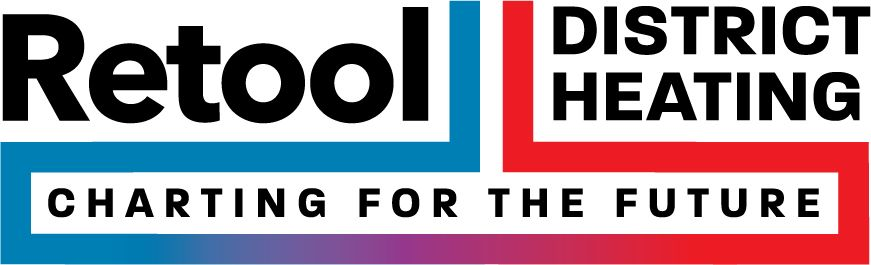 Retool
DISTRICT
HEATING
CHARTING FOR THE FUTURE